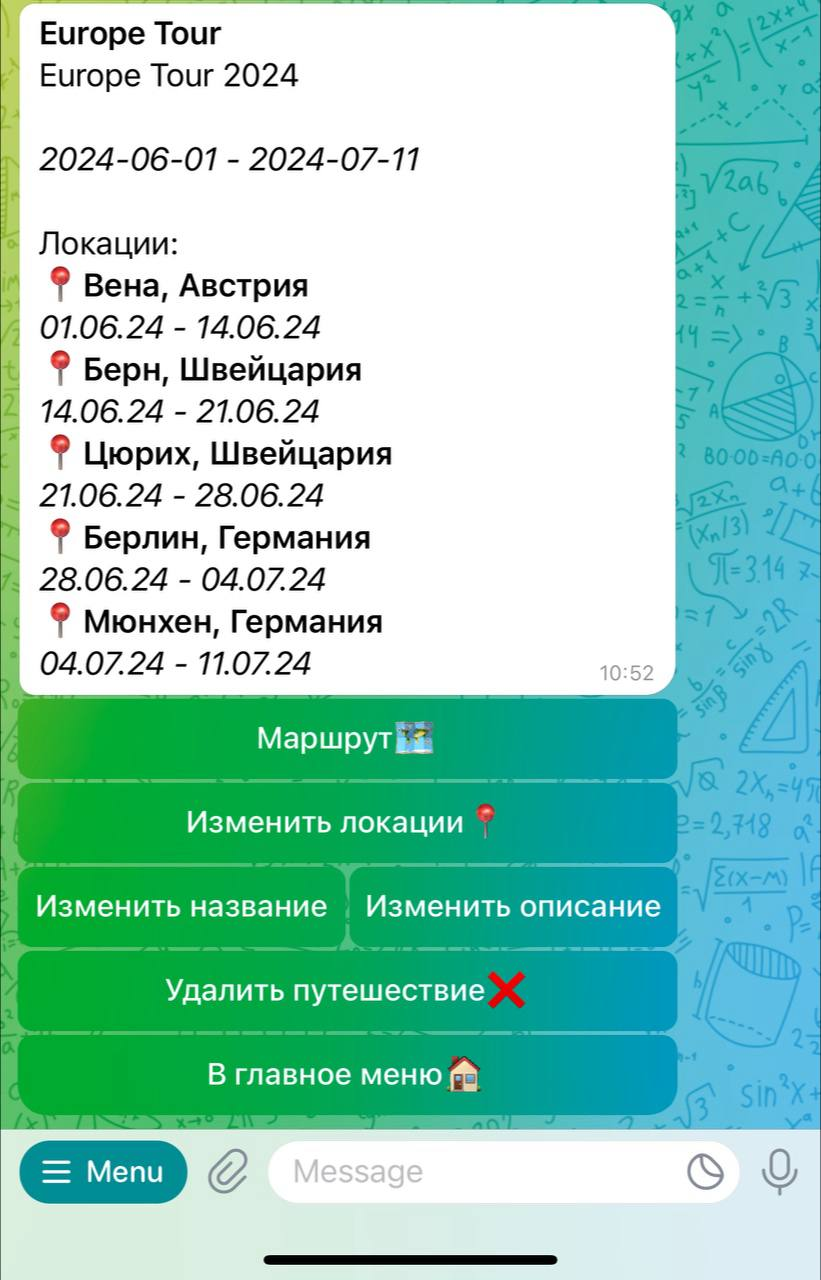 Europe Tour
Europe Tour 2024
2024-06-01 - 2024-07-11
Локации:
📍Вена, Австрия
01.06.24 - 14.06.24
📍Берн, Швейцария
14.06.24 - 21.06.24
📍Цюрих, Швейцария
21.06.24 - 28.06.24
📍Берлин, Германия
28.06.24 - 04.07.24
📍Мюнхен, Германия
04.07.24 - 11.07.24
10:52
Маршрут🗺️
Изменить локации📍
Изменить название
Изменить описание
Удалить путешествие❌
В главное меню🏠
Menu
Message